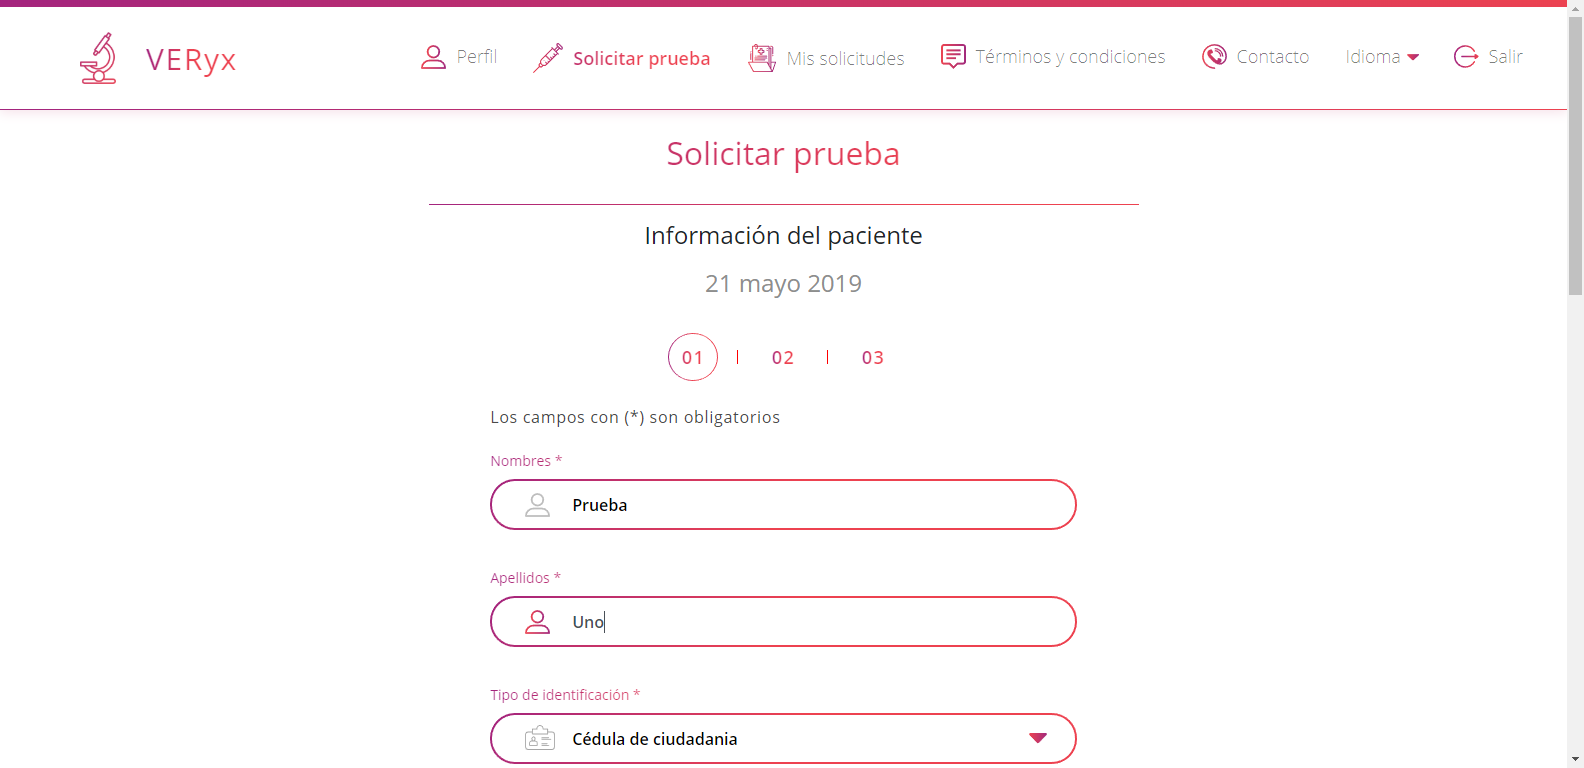 VERyx
Perfil
Solicitar prueba
Mis solicitudes
Términos y condiciones
Contacto
Idioma
Salir
Solicitar prueba
Información del paciente
21 mayo 2019
01 | 02 | 03
Los campos con (*) son obligatorios
Nombres *
Prueba
Apellidos *
Uno
Tipo de identificación *
Cédula de ciudadania